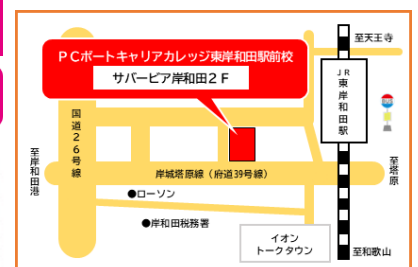 至天王寺
PCポートキャリアカレッジ東岸和田駅前校
サバービア岸和田2F
JR東岸和田駅
国道26号線
至岸和田港
岸城塔原線（府道39号線）
至塔原
●ローソン
●岸和田税務署
イオン
トークタウン
至和歌山